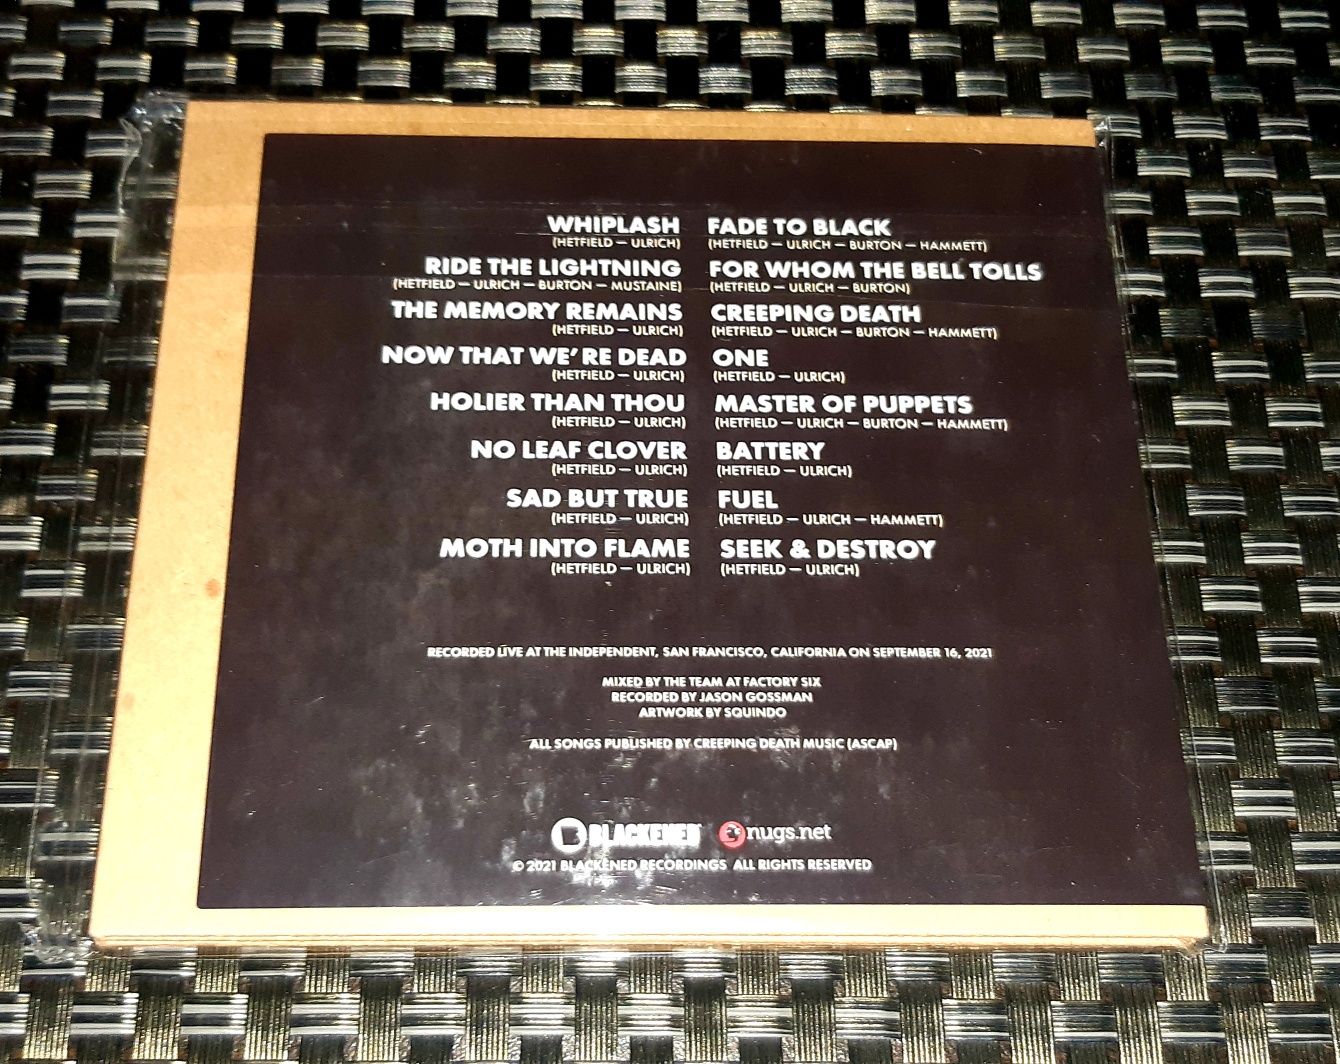 WHIPLASH
(HETFIELD — ULRICH)
RIDE THE LIGHTNING
(HETFIELD — ULRICH — BURTON — MUSTAINE)
THE MEMORY REMAINS
(HETFIELD — ULRICH)
NOW THAT WE'RE DEAD
(HETFIELD — ULRICH)
HOLIER THAN THOU
(HETFIELD — ULRICH)
NO LEAF CLOVER
(HETFIELD — ULRICH)
SAD BUT TRUE
(HETFIELD — ULRICH)
MOTH INTO FLAME
(HETFIELD — ULRICH)
FADE TO BLACK
(HETFIELD — ULRICH — BURTON — HAMMETT)
FOR WHOM THE BELL TOLLS
(HETFIELD — ULRICH — BURTON)
CREEPING DEATH
(HETFIELD — ULRICH — BURTON — HAMMETT)
ONE
(HETFIELD — ULRICH)
MASTER OF PUPPETS
(HETFIELD — ULRICH — BURTON — HAMMETT)
BATTERY
(HETFIELD — ULRICH)
FUEL
(HETFIELD — ULRICH — HAMMETT)
SEEK & DESTROY
(HETFIELD — ULRICH)
RECORDED LIVE AT THE INDEPENDENT, SAN FRANCISCO, CALIFORNIA ON SEPTEMBER 16, 2021
MIXED BY THE TEAM AT FACTORY SIX
RECORDED BY JASON GOSSMAN
ARTWORK BY SQUINDO
ALL SONGS PUBLISHED BY CREEPING DEATH MUSIC (ASCAP)
BLACKENED nugs.net
© 2021 BLACKENED RECORDINGS ALL RIGHTS RESERVED